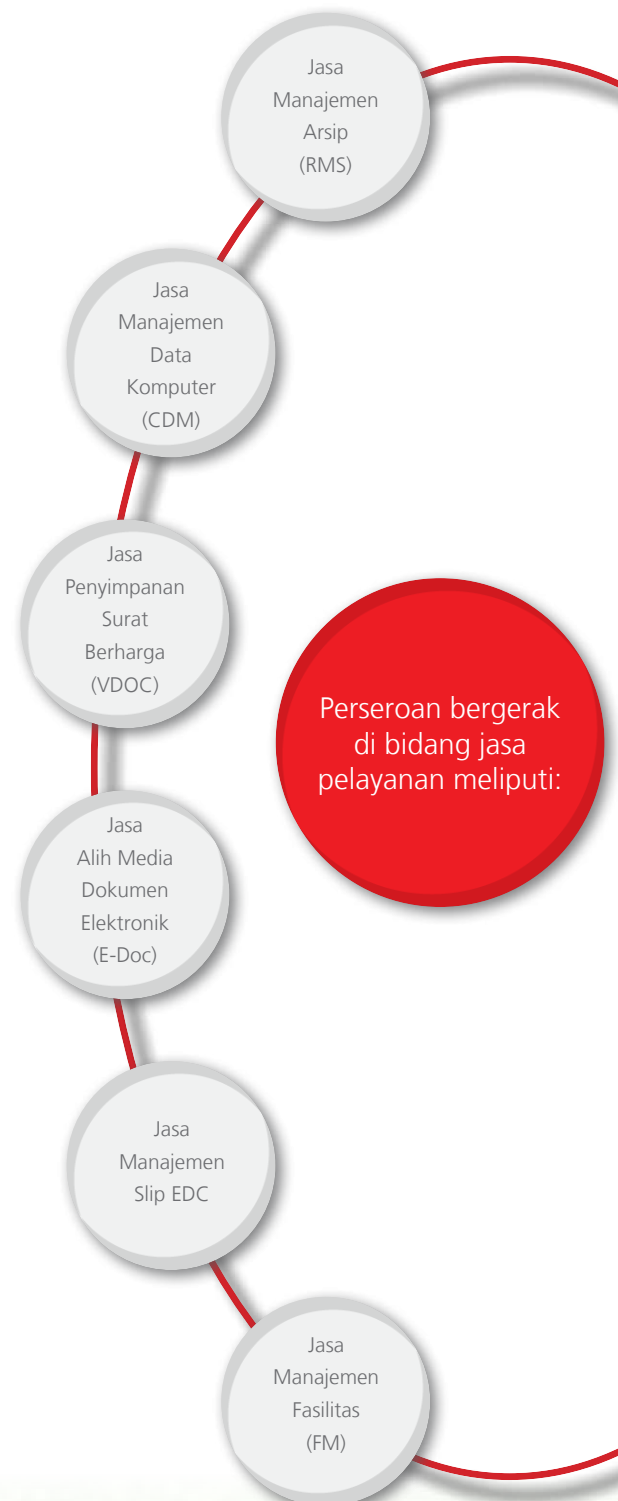 Jasa
Manajemen
Arsip
(RMS)
Jasa
Manajemen
Data
Komputer
(CDM)
Jasa
Penyimpanan
Surat
Berharga
(VDOC)
Perseroan bergerak
di bidang jasa
pelayanan meliputi:
Jasa
Alih Media
Dokumen
Elektronik
(E-Doc)
Jasa
Manajemen
Slip EDC
Jasa
Manajemen
Fasilitas
(FM)